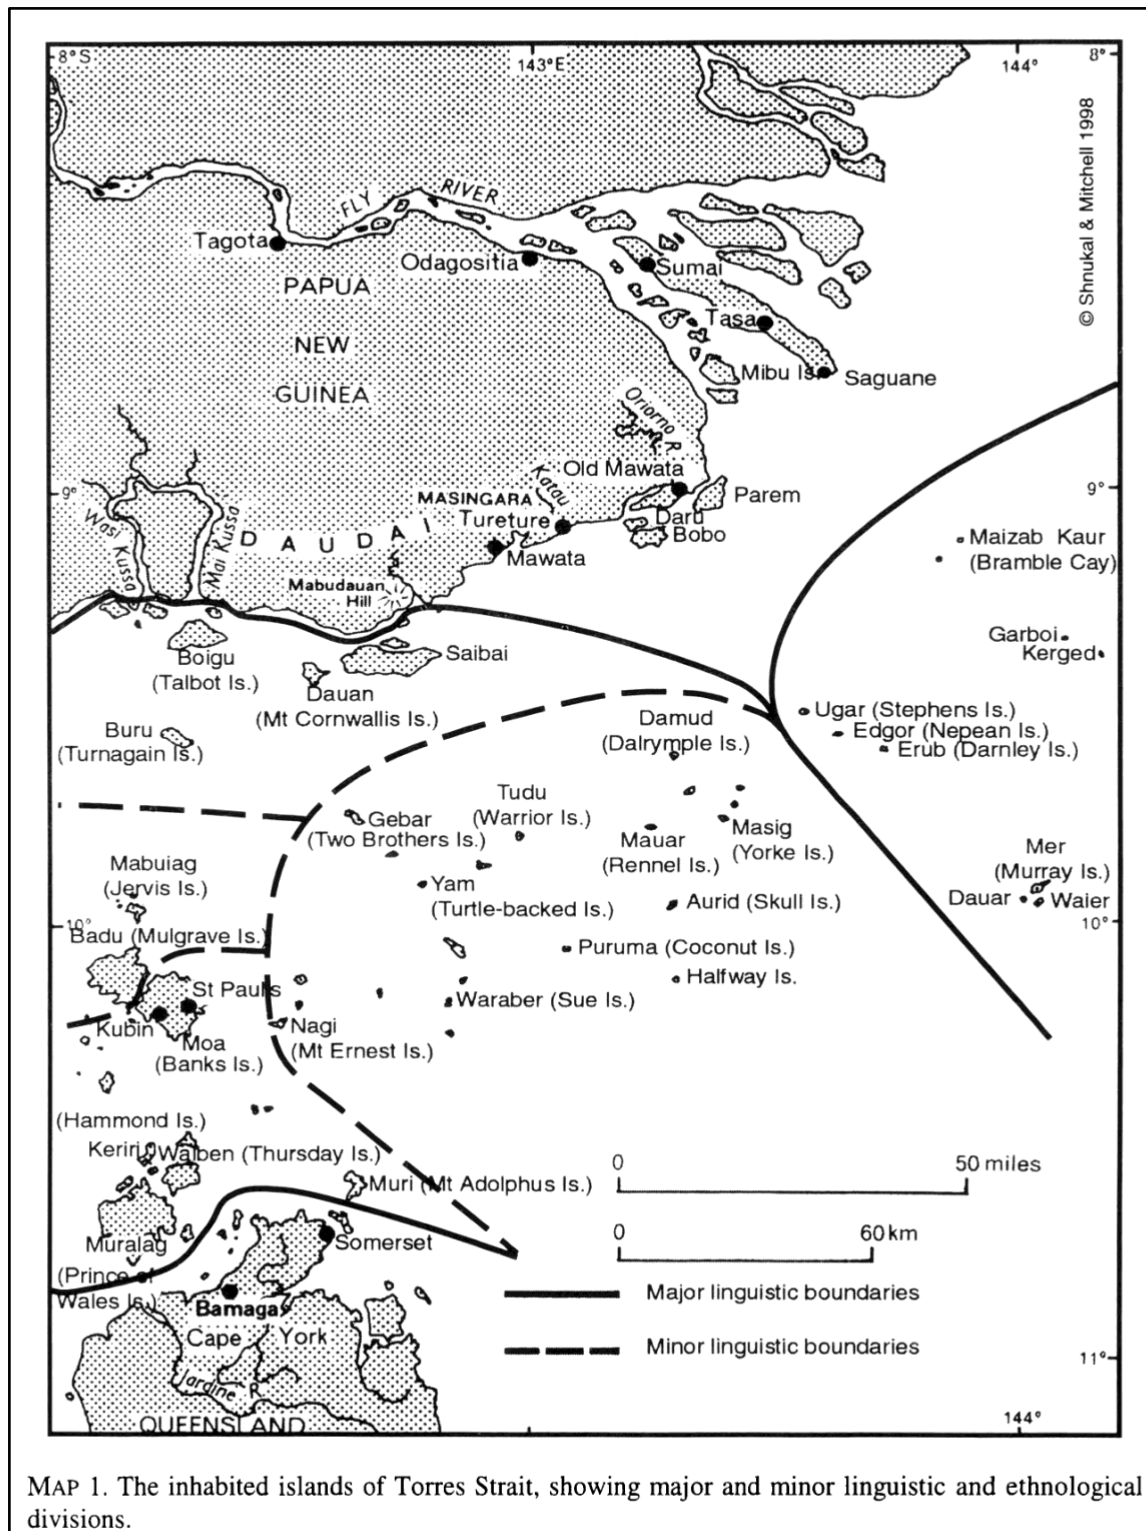 8°S
143°E
144°
8°
© Shnukal & Mitchell 1998
FLY
RIVER
Tagota
Odagositia
Sumai
PAPUA
NEW
GUINEA
Tasa
Mibu Is.
Saguane
Oriorno R.
Old Mawata
Parem
9°
9°
MASINGARA
Katau
Tureture
Daru
Bobo
Wasi Kussa
Mai Kussa
DAUDAI
Mawata
Maizab Kaur
(Bramble Cay)
Mabudauan
Hill
Garboi
Kerged
Boigu
(Talbot Is.)
Saibai
Dauan
(Mt Cornwallis Is.)
Buru
(Turnagain Is.)
Damud
(Dalrymple Is.)
Ugar (Stephens Is.)
Edgor (Nepean Is.)
Erub (Darnley Is.)
Tudu
(Warrior Is.)
Gebar
(Two Brothers Is.)
Mauar
(Rennel Is.)
Masig
(Yorke Is.)
Mabuiag
(Jervis Is.)
Yam
(Turtle-backed Is.)
Aurid (Skull Is.)
Mer
(Murray Is.)
Dauar
Waier
10°
10°
Badu (Mulgrave Is.)
Puruma (Coconut Is.)
Halfway Is.
St Pauls
Waraber (Sue Is.)
Kubin
Moa
(Banks Is.)
Nagi
(Mt Ernest Is.)
(Hammond Is.)
Keriri
Waiben (Thursday Is.)
Muri (Mt Adolphus Is.)
0
50 miles
0
60 km
Muralag
(Prince of
Wales Is.)
Somerset
Bamaga
Cape York
Jardine R.
QUEENSLAND
Major linguistic boundaries
Minor linguistic boundaries
11°
144°
MAP 1. The inhabited islands of Torres Strait, showing major and minor linguistic and ethnological
divisions.